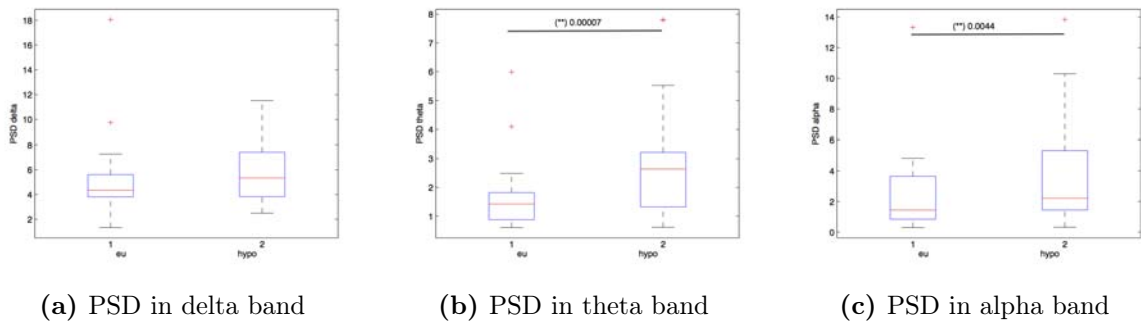 18
16
14
12
10
8
6
4
2
PSD delta
1
2
eu
hypo
(a) PSD in delta band
8
7
6
5
4
3
2
1
PSD theta
(**) 0.00007
1
2
eu
hypo
(b) PSD in theta band
14
12
10
8
6
4
2
0
PSD alpha
(**) 0.0044
1
2
eu
hypo
(c) PSD in alpha band